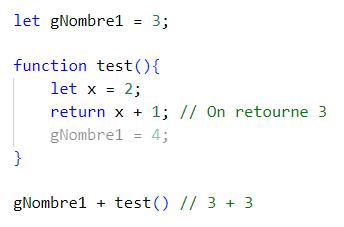 let gNombre1 = 3;
function test(){
let x = 2;
return x + 1; // On retourne 3
gNombre1 = 4;
}
gNombre1 + test() // 3 + 3